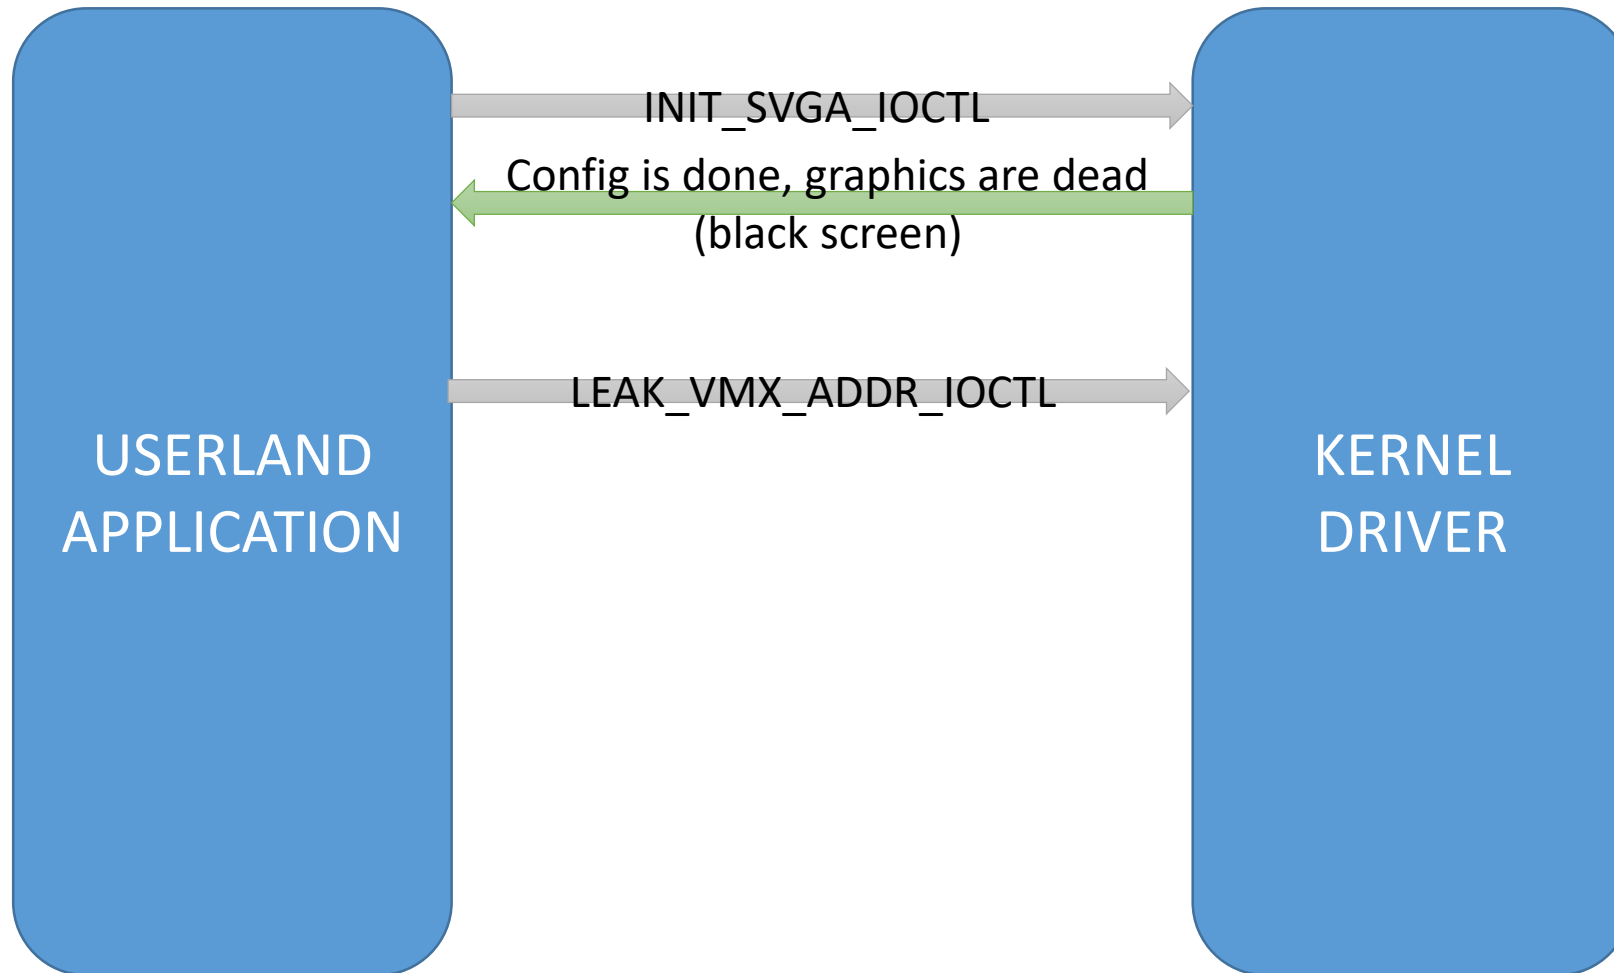 INIT_SVGA_IOCTL
Config is done, graphics are dead
(black screen)
LEAK_VMX_ADDR_IOCTL
USERLAND
APPLICATION
KERNEL
DRIVER